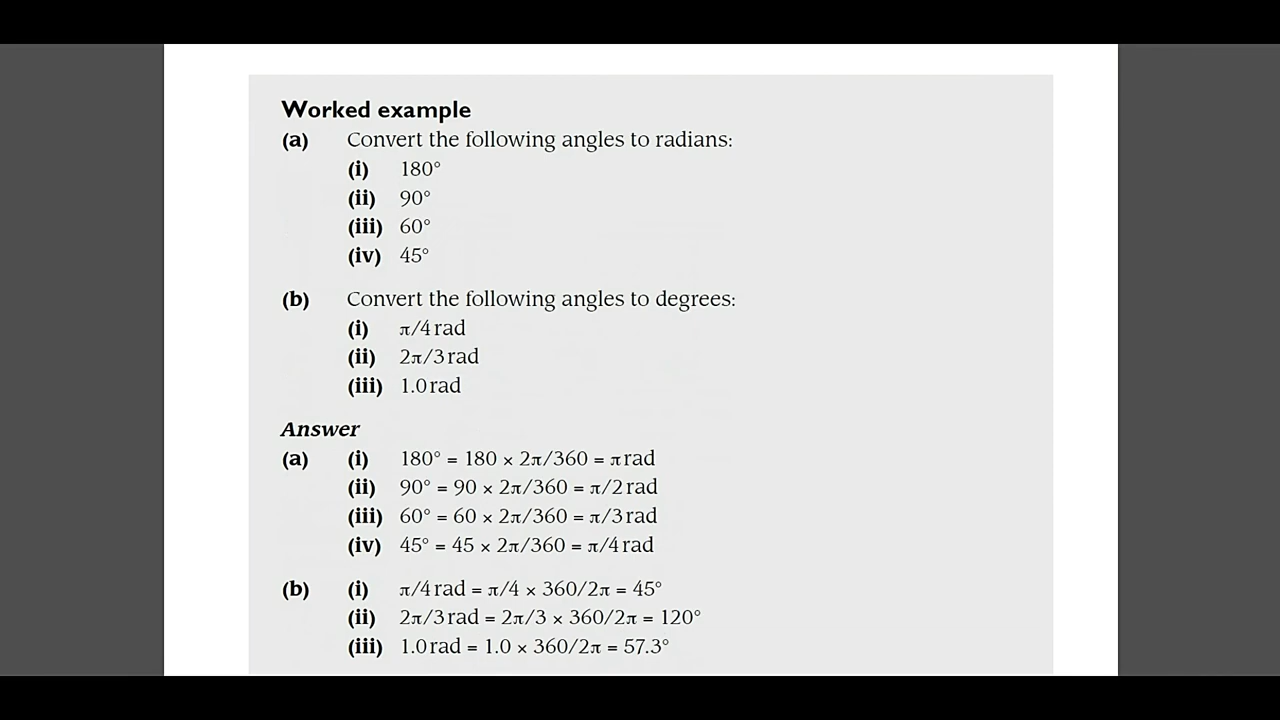 Worked example
(a) Convert the following angles to radians:
(i) 180°
(ii) 90°
(iii) 60°
(iv) 45°
(b) Convert the following angles to degrees:
(i) π/4 rad
(ii) 2π/3 rad
(iii) 1.0 rad
Answer
(a) (i) 180° = 180 × 2π/360 = π rad
(ii) 90° = 90 × 2π/360 = π/2 rad
(iii) 60° = 60 × 2π/360 = π/3 rad
(iv) 45° = 45 × 2π/360 = π/4 rad
(b) (i) π/4 rad = π/4 × 360/2π = 45°
(ii) 2π/3 rad = 2π/3 × 360/2π = 120°
(iii) 1.0 rad = 1.0 × 360/2π = 57.3°